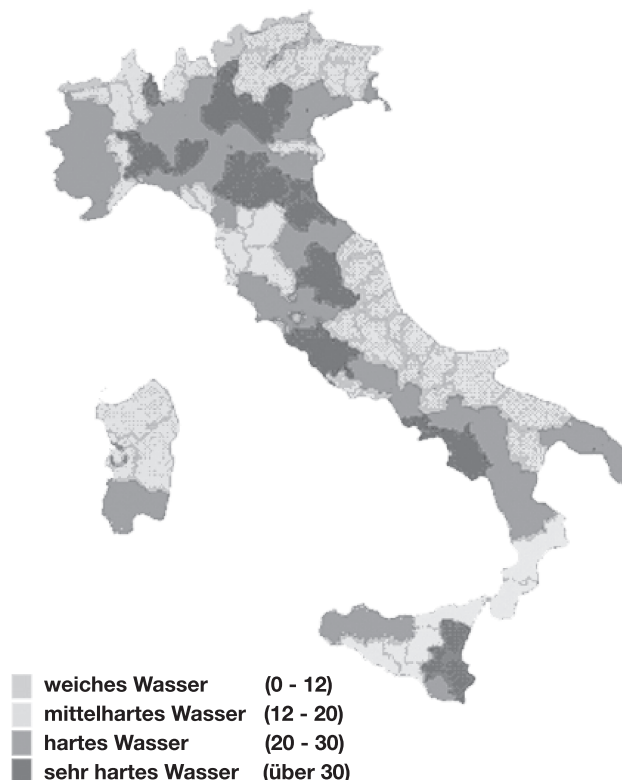 weiches Wasser (0 - 12)
mittelhartes Wasser (12 - 20)
hartes Wasser (20 - 30)
sehr hartes Wasser (über 30)